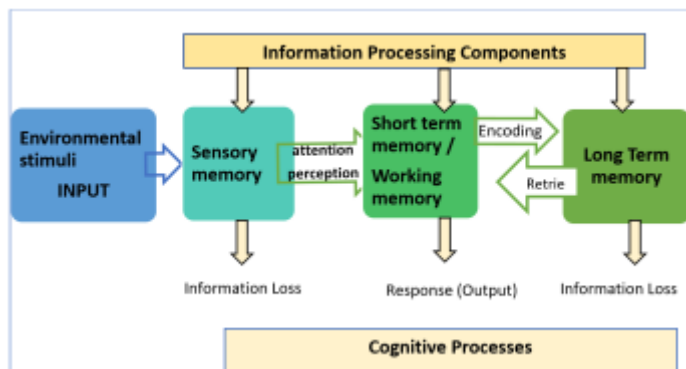 Information Processing Components
Environmental
stimuli
INPUT
Sensory
memory
attention
perception
Short term
memory /
Working
memory
Encoding
Retrie
Long Term
memory
Information Loss
Response (Output)
Information Loss
Cognitive Processes